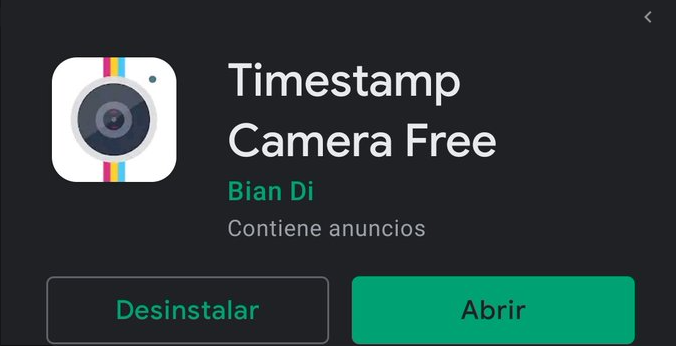 Timestamp
Camera Free
Bian Di
Contiene anuncios
Desinstalar
Abrir